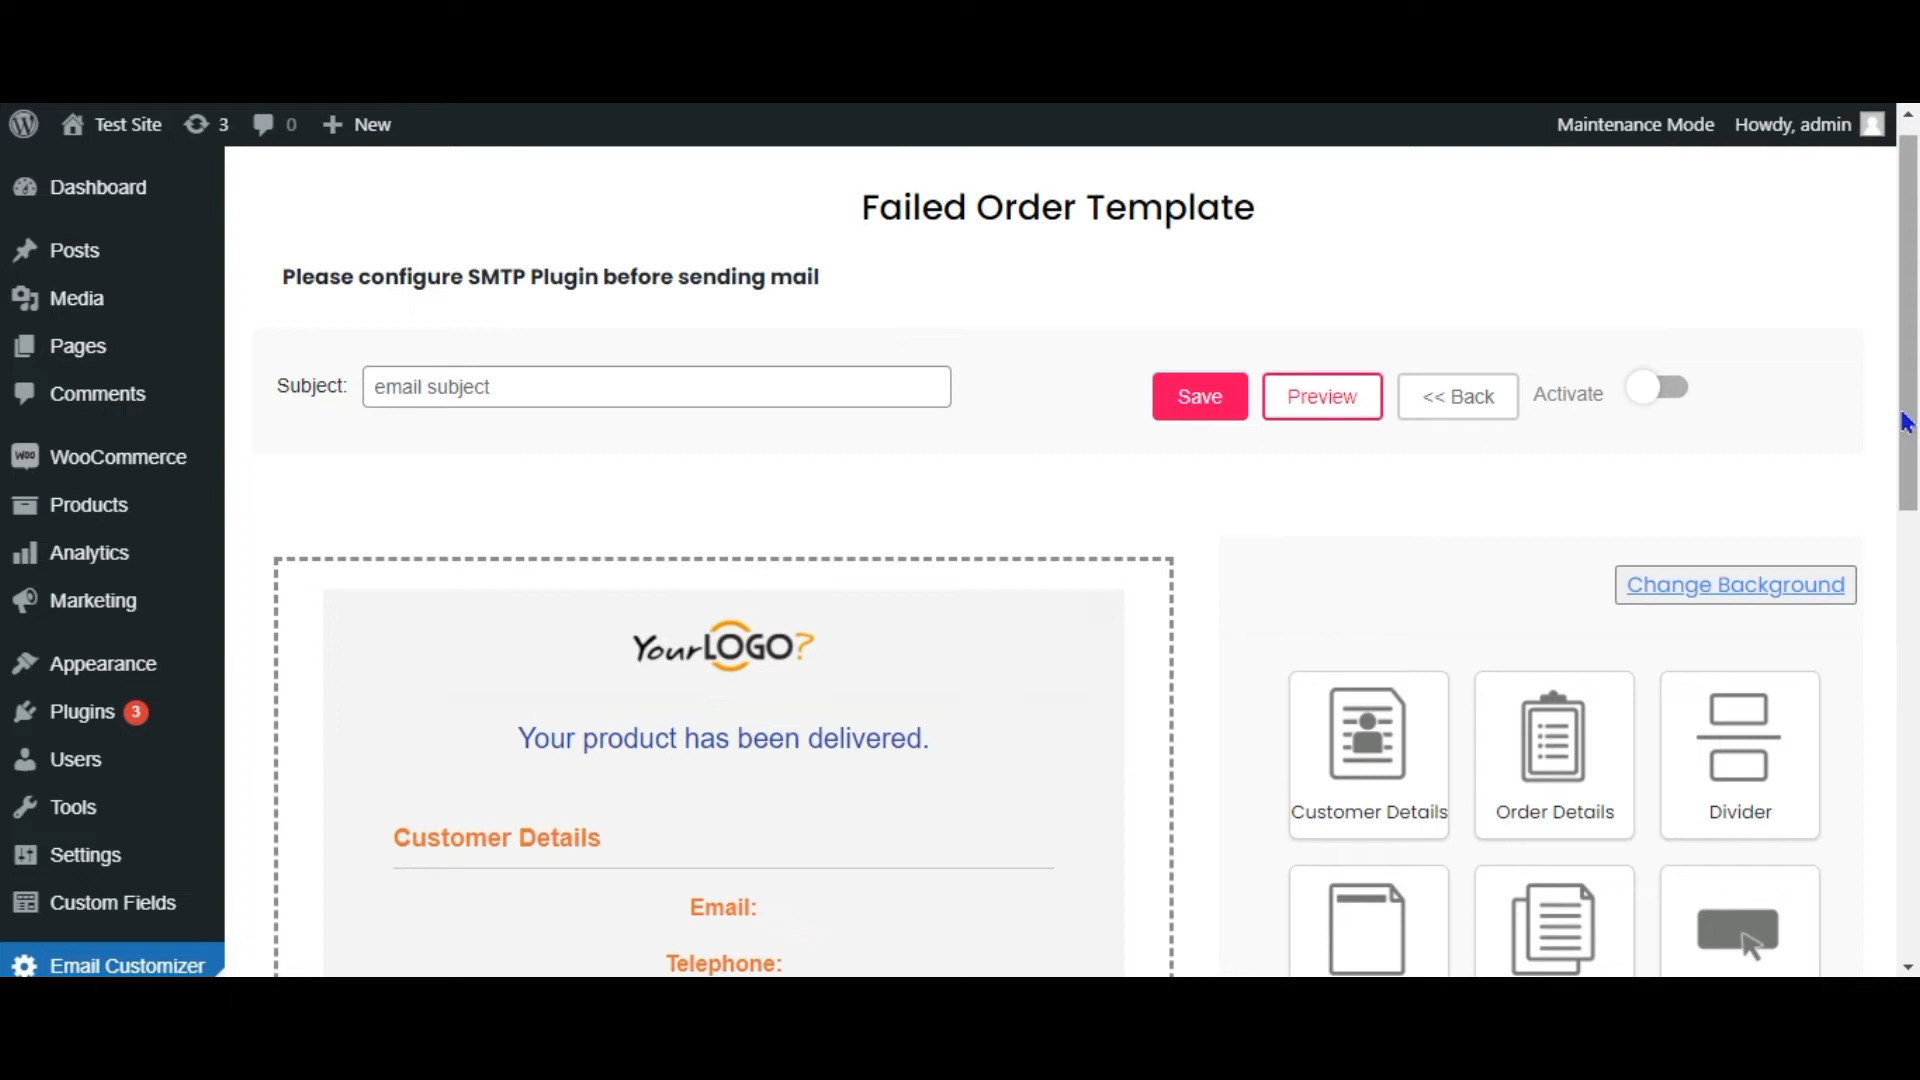 Test Site 3 0 New Maintenance Mode Howdy, admin
Dashboard
Posts
Media
Pages
Comments
Woo WooCommerce
Products
Analytics
Marketing
Appearance
Plugins 3
Users
Tools
Settings
Custom Fields
Email Customizer
Failed Order Template
Please configure SMTP Plugin before sending mail
Subject: email subject Save Preview << Back Activate
YourLOGO?
Your product has been delivered.
Customer Details
Email:
Telephone:
Change Background
Customer Details Order Details Divider